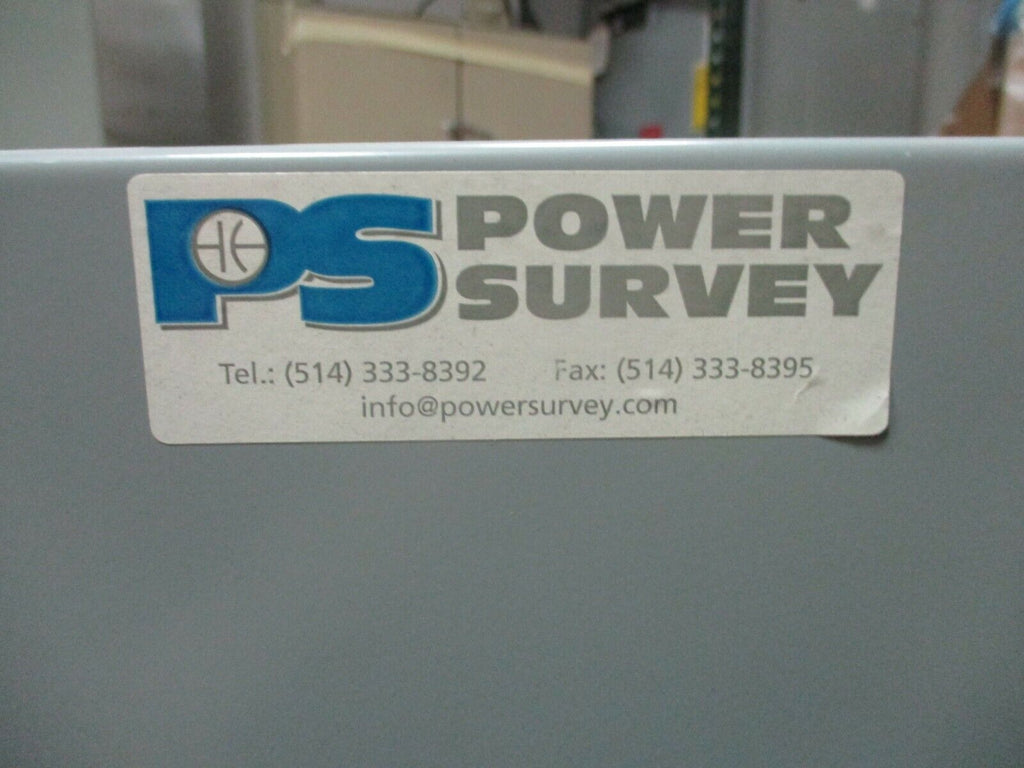 PS POWER
SURVEY
Tel.: (514) 333-8392 Fax: (514) 333-8395
info@powersurvey.com